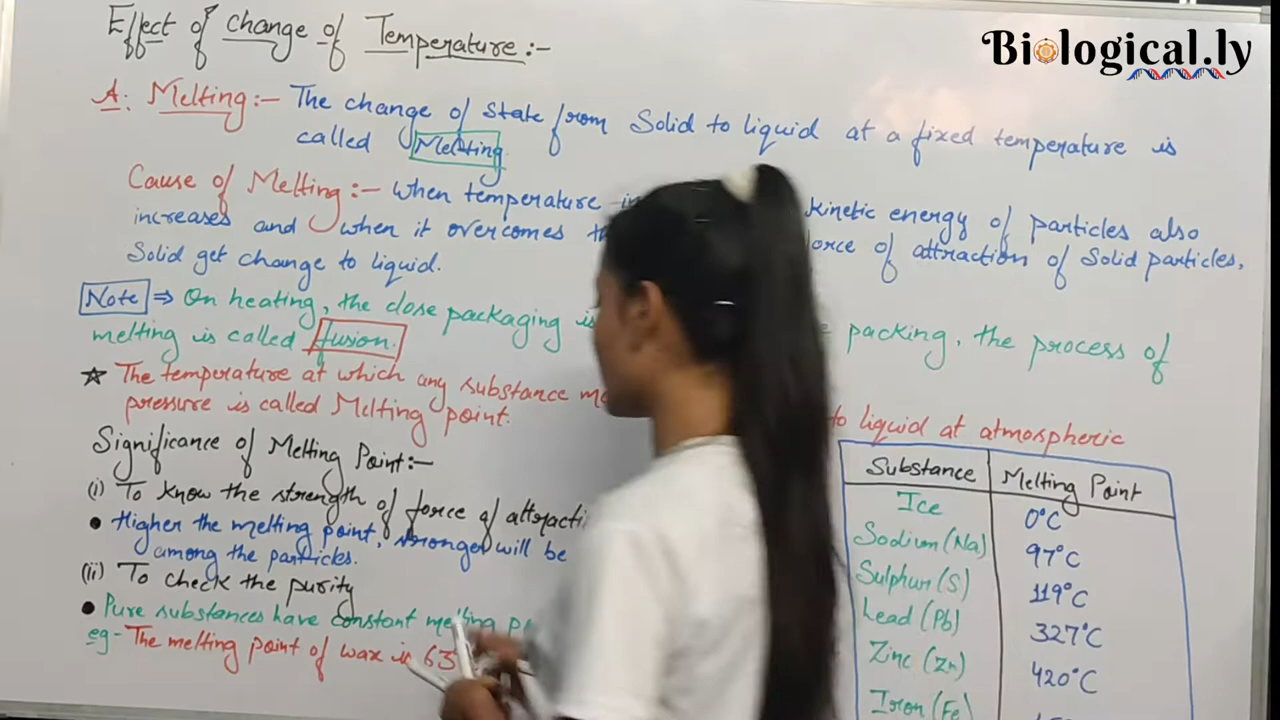 Biological.ly
Effect of change of Temperature:-
A: Melting:- The change of state from Solid to liquid at a fixed temperature is
called Melting.
Cause of Melting:- When temperature kinetic energy of particles also
increases and when it overcomes force of attraction of Solid particles,
Solid get change to liquid.
Note ⇒ On heating, the close packaging is packing, the process of
melting is called fusion.
☆ The temperature at which any substance to liquid at atmospheric
pressure is called Melting point.
Significance of Melting Point:-
(i) To know the strength of force of
• Higher the melting point, stronger will be
among the particles.
(ii) To check the purity
• Pure substances have constant melting
eg- The melting point of wax is 63
Substance Melting Point
Ice 0°C
Sodium (Na) 97°C
Sulphur (S) 119°C
Lead (Pb) 327°C
Zinc (Zn) 420°C
Iron (Fe)